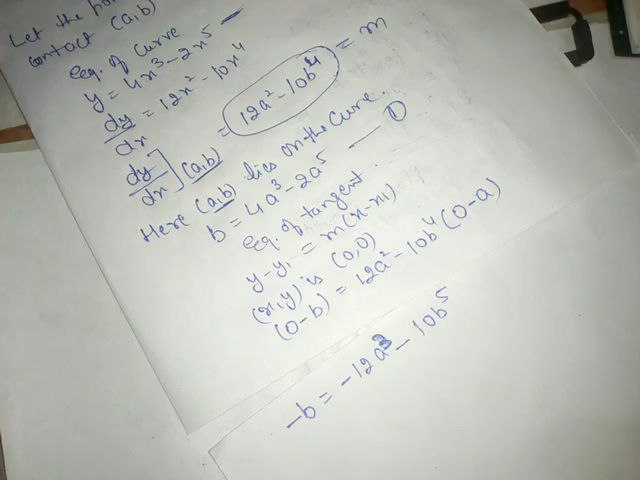 Let the
contact (a,b)
eq. of curve
y = 4x³-2x⁵
dy/dx = 12x²-10x⁴
dy/dx](a,b) = 12a²-10b⁴ = m
Here (a,b) lies on the curve.
b = 4a³-2a⁵ — ①
eq. of tangent.
y-y₁ = m(x-x₁)
(x,y) is (0,0)
(0-b) = 12a²-10b⁴(0-a)
-b = -12a³-10b⁵